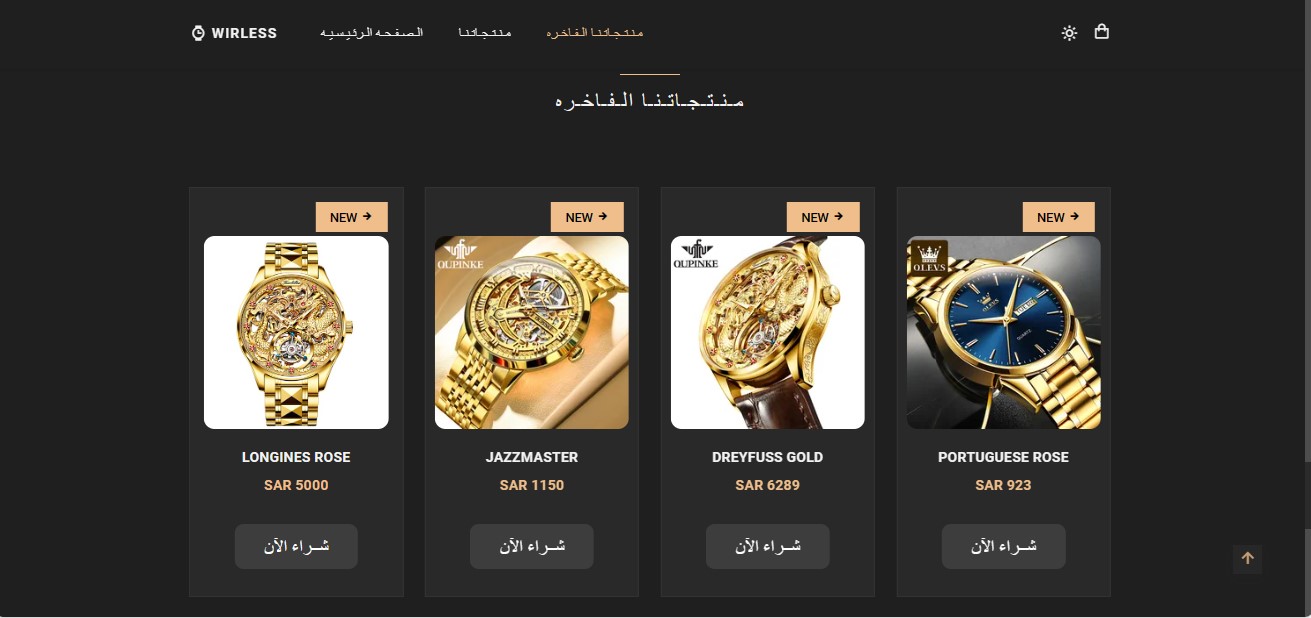 WIRLESS
الصفحه الرئيسيه
منتجاتنا
منتجاتنا الفاخره
منتجاتنا الفاخره
NEW →
NEW →
NEW →
NEW →
OUPINKE
OUPINKE
OLEVS
OLEVS
QUARTZ
LONGINES ROSE
JAZZMASTER
DREYFUSS GOLD
PORTUGUESE ROSE
SAR 5000
SAR 1150
SAR 6289
SAR 923
شراء الآن
شراء الآن
شراء الآن
شراء الآن